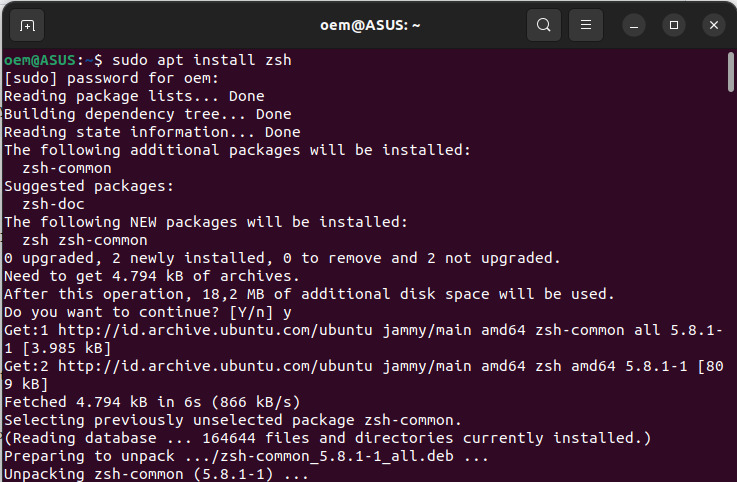 oem@ASUS: ~
oem@ASUS:~$ sudo apt install zsh
[sudo] password for oem:
Reading package lists... Done
Building dependency tree... Done
Reading state information... Done
The following additional packages will be installed:
  zsh-common
Suggested packages:
  zsh-doc
The following NEW packages will be installed:
  zsh zsh-common
0 upgraded, 2 newly installed, 0 to remove and 2 not upgraded.
Need to get 4.794 kB of archives.
After this operation, 18,2 MB of additional disk space will be used.
Do you want to continue? [Y/n] y
Get:1 http://id.archive.ubuntu.com/ubuntu jammy/main amd64 zsh-common all 5.8.1-
1 [3.985 kB]
Get:2 http://id.archive.ubuntu.com/ubuntu jammy/main amd64 zsh amd64 5.8.1-1 [80
9 kB]
Fetched 4.794 kB in 6s (866 kB/s)
Selecting previously unselected package zsh-common.
(Reading database ... 164644 files and directories currently installed.)
Preparing to unpack .../zsh-common_5.8.1-1_all.deb ...
Unpacking zsh-common (5.8.1-1) ...